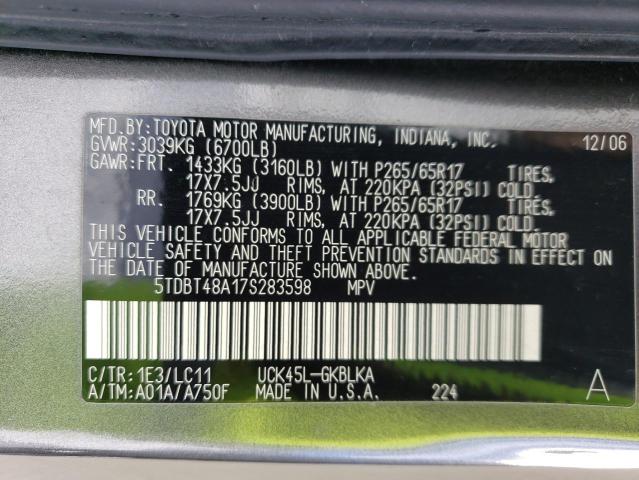 MFD.BY:TOYOTA MOTOR MANUFACTURING, INDIANA, INC. 12/06
GVWR:3039KG (6700LB)
GAWR:FRT. 1433KG (3160LB) WITH P265/65R17 TIRES,
17X7.5JJ RIMS, AT 220KPA (32PSI) COLD.
RR. 1769KG (3900LB) WITH P265/65R17 TIRES,
17X7.5JJ RIMS, AT 220KPA (32PSI) COLD.
THIS VEHICLE CONFORMS TO ALL APPLICABLE FEDERAL MOTOR
VEHICLE SAFETY AND THEFT PREVENTION STANDARDS IN EFFECT
ON THE DATE OF MANUFACTURE SHOWN ABOVE.
5TDBT48A17S283598 MPV
C/TR:1E3/LC11 UCK45L-GKBLKA
A/TM:A01A/A750F MADE IN U.S.A. 224 A